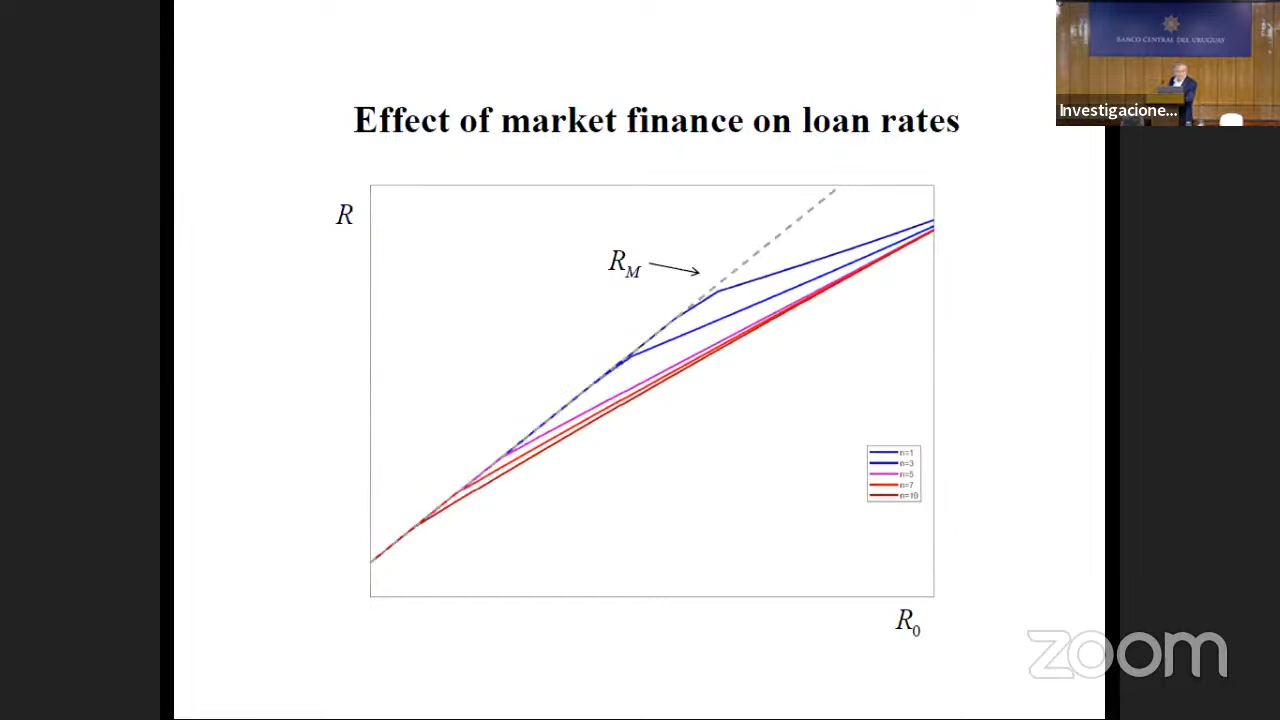 BANCO CENTRAL DEL URUGUAY
Investigacione...
Effect of market finance on loan rates
R
R_M
n=1
n=3
n=5
n=7
n=10
R_0
zoom